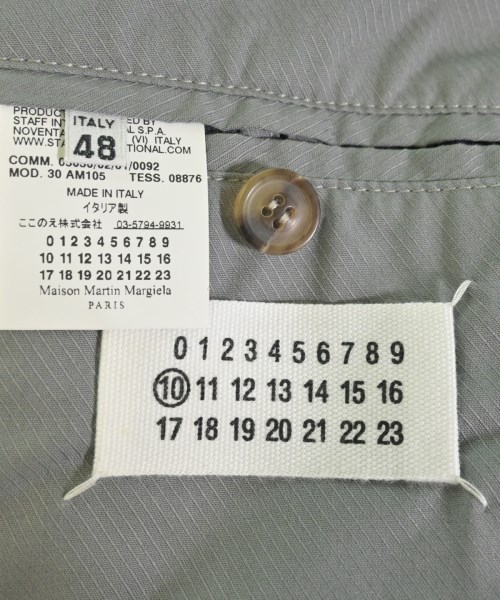 PRODUC
STAFF IN
NOVENTA
WWW.STA
ITALY
48
ED BY
AL S.P.A.
(VI) ITALY
TIONAL.COM
COMM.
MOD. 30 AM105 TESS. 08876
MADE IN ITALY
イタリア製
ここのえ株式会社 03-5794-9931
0 1 2 3 4 5 6 7 8 9
10 11 12 13 14 15 16
17 18 19 20 21 22 23
Maison Martin Margiela
PARIS
0 1 2 3 4 5 6 7 8 9
10 11 12 13 14 15 16
17 18 19 20 21 22 23